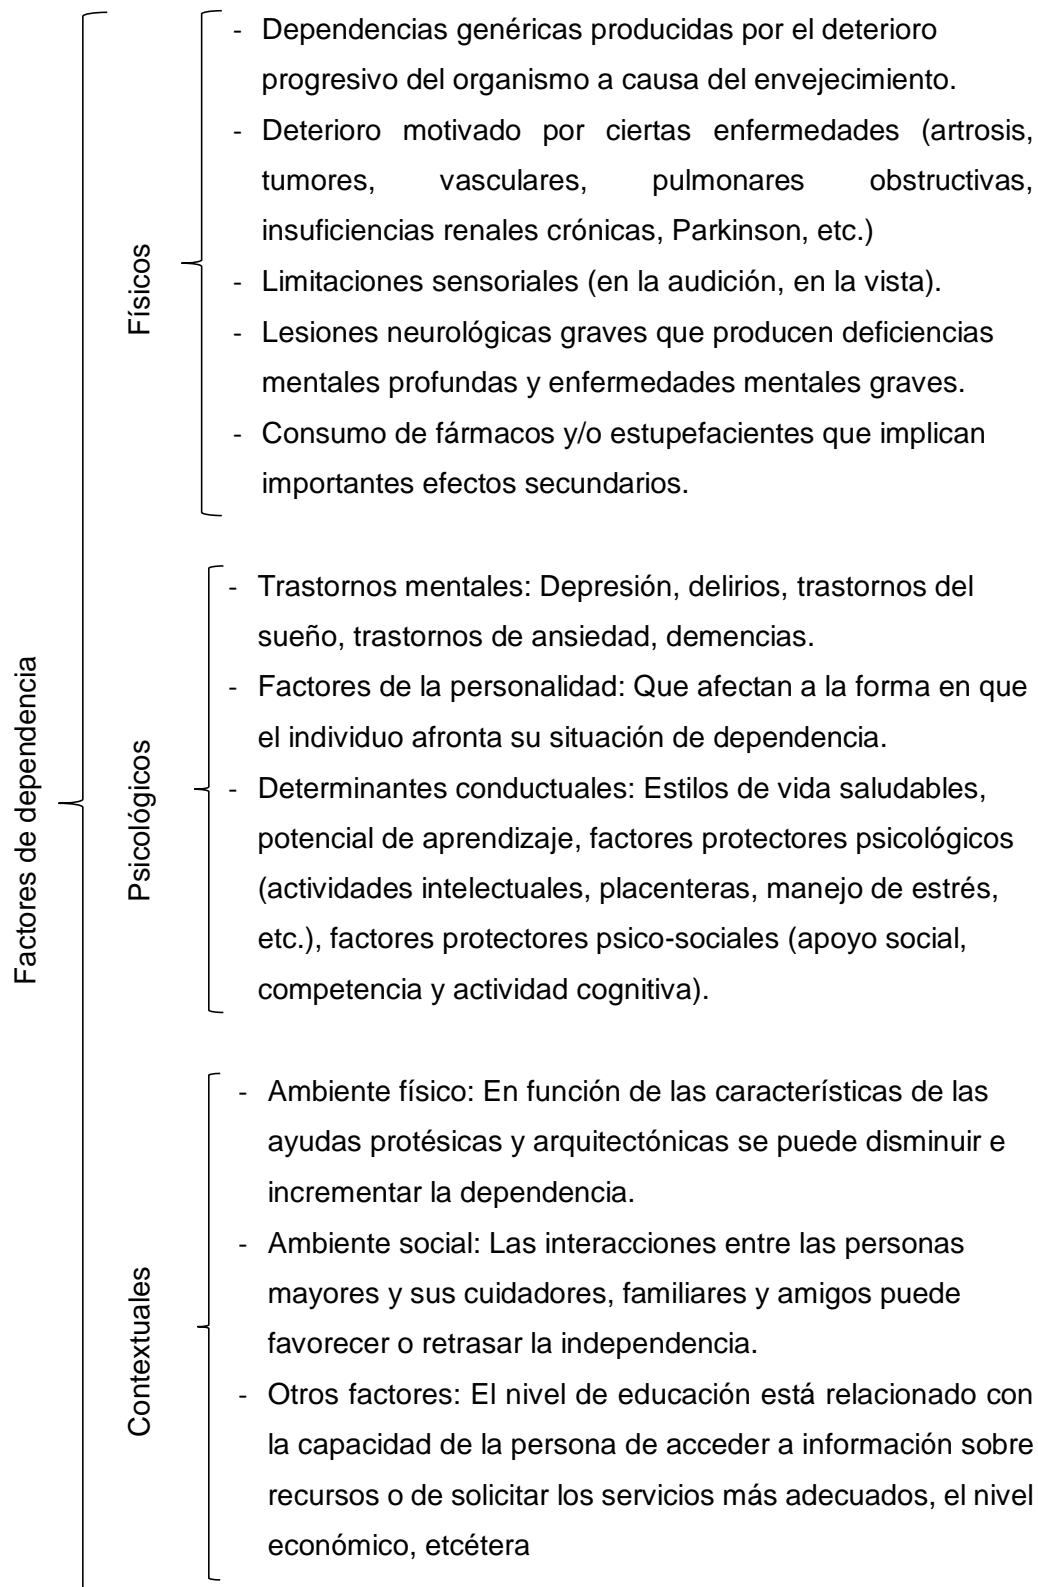 Factores de dependencia
Físicos
- Dependencias genéricas producidas por el deterioro
progresivo del organismo a causa del envejecimiento.
- Deterioro motivado por ciertas enfermedades (artrosis,
tumores, vasculares, pulmonares obstructivas,
insuficiencias renales crónicas, Parkinson, etc.)
- Limitaciones sensoriales (en la audición, en la vista).
- Lesiones neurológicas graves que producen deficiencias
mentales profundas y enfermedades mentales graves.
- Consumo de fármacos y/o estupefacientes que implican
importantes efectos secundarios.
Psicológicos
- Trastornos mentales: Depresión, delirios, trastornos del
sueño, trastornos de ansiedad, demencias.
- Factores de la personalidad: Que afectan a la forma en que
el individuo afronta su situación de dependencia.
- Determinantes conductuales: Estilos de vida saludables,
potencial de aprendizaje, factores protectores psicológicos
(actividades intelectuales, placenteras, manejo de estrés,
etc.), factores protectores psico-sociales (apoyo social,
competencia y actividad cognitiva).
Contextuales
- Ambiente físico: En función de las características de las
ayudas protésicas y arquitectónicas se puede disminuir e
incrementar la dependencia.
- Ambiente social: Las interacciones entre las personas
mayores y sus cuidadores, familiares y amigos puede
favorecer o retrasar la independencia.
- Otros factores: El nivel de educación está relacionado con
la capacidad de la persona de acceder a información sobre
recursos o de solicitar los servicios más adecuados, el nivel
económico, etcétera